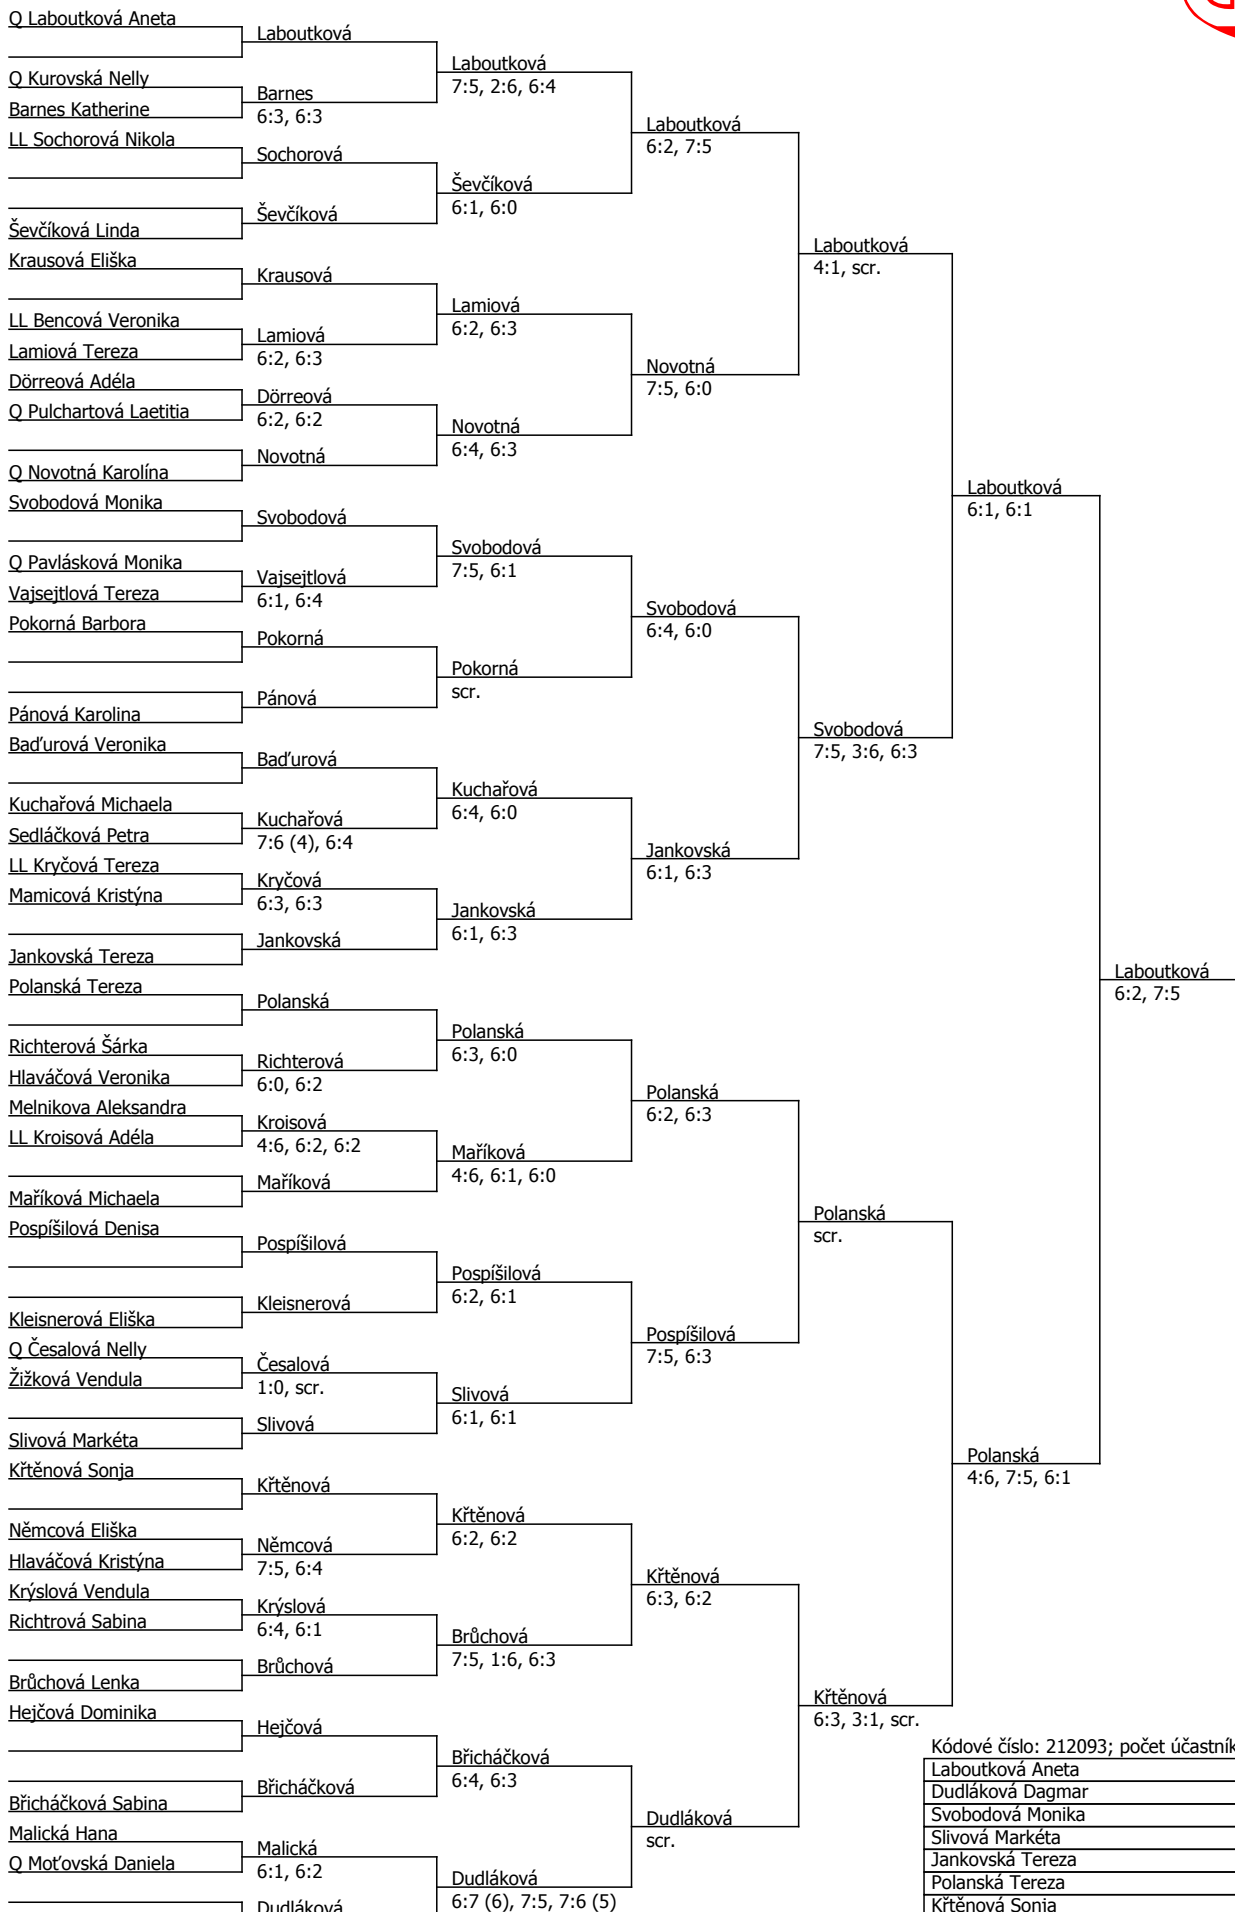 Q Laboutková Aneta
Q Kurovská Nelly
Barnes Katherine
LL Sochorová Nikola
Ševčíková Linda
Krausová Eliška
LL Bencová Veronika
Lamiová Tereza
Dörreová Adéla
Q Pulchartová Laetitia
Q Novotná Karolína
Svobodová Monika
Q Pavlásková Monika
Vajsejtlová Tereza
Pokorná Barbora
Pánová Karolina
Baďurová Veronika
Kuchařová Michaela
Sedláčková Petra
LL Kryčová Tereza
Mamicová Kristýna
Jankovská Tereza
Polanská Tereza
Richterová Šárka
Hlaváčová Veronika
Melnikova Aleksandra
LL Kroisová Adéla
Maříková Michaela
Pospíšilová Denisa
Kleisnerová Eliška
Q Česalová Nelly
Žižková Vendula
Slivová Markéta
Křtěnová Sonja
Němcová Eliška
Hlaváčová Kristýna
Krýslová Vendula
Richtrová Sabina
Brůchová Lenka
Hejčová Dominika
Břicháčková Sabina
Malická Hana
Q Moťovská Daniela
Laboutková
Barnes
6:3, 6:3
Sochorová
Ševčíková
Krausová
Lamiová
6:2, 6:3
Dörreová
6:2, 6:2
Novotná
Svobodová
Vajsejtlová
6:1, 6:4
Pokorná
Pánová
Baďurová
Kuchařová
7:6 (4), 6:4
Kryčová
6:3, 6:3
Jankovská
Polanská
Richterová
6:0, 6:2
Kroisová
4:6, 6:2, 6:2
Maříková
Pospíšilová
Kleisnerová
Česalová
1:0, scr.
Slivová
Křtěnová
Němcová
7:5, 6:4
Krýslová
6:4, 6:1
Brůchová
Hejčová
Břicháčková
Malická
6:1, 6:2
Dudláková
Laboutková
7:5, 2:6, 6:4
Ševčíková
6:1, 6:0
Lamiová
6:2, 6:3
Novotná
6:4, 6:3
Svobodová
7:5, 6:1
Pokorná
scr.
Kuchařová
6:4, 6:0
Jankovská
6:1, 6:3
Polanská
6:3, 6:0
Maříková
4:6, 6:1, 6:0
Pospíšilová
6:2, 6:1
Slivová
6:1, 6:1
Křtěnová
6:2, 6:2
Brůchová
7:5, 1:6, 6:3
Břicháčková
6:4, 6:3
Dudláková
6:7 (6), 7:5, 7:6 (5)
Laboutková
6:2, 7:5
Novotná
7:5, 6:0
Svobodová
6:4, 6:0
Jankovská
6:1, 6:3
Polanská
6:2, 6:3
Pospíšilová
7:5, 6:3
Křtěnová
6:3, 6:2
Dudláková
scr.
Laboutková
4:1, scr.
Svobodová
7:5, 3:6, 6:3
Polanská
scr.
Křtěnová
6:3, 3:1, scr.
Laboutková
6:1, 6:1
Polanská
4:6, 7:5, 6:1
Laboutková
6:2, 7:5
Kódové číslo: 212093; počet účastník
Laboutková Aneta
Dudláková Dagmar
Svobodová Monika
Slivová Markéta
Jankovská Tereza
Polanská Tereza
Křtěnová Sonja